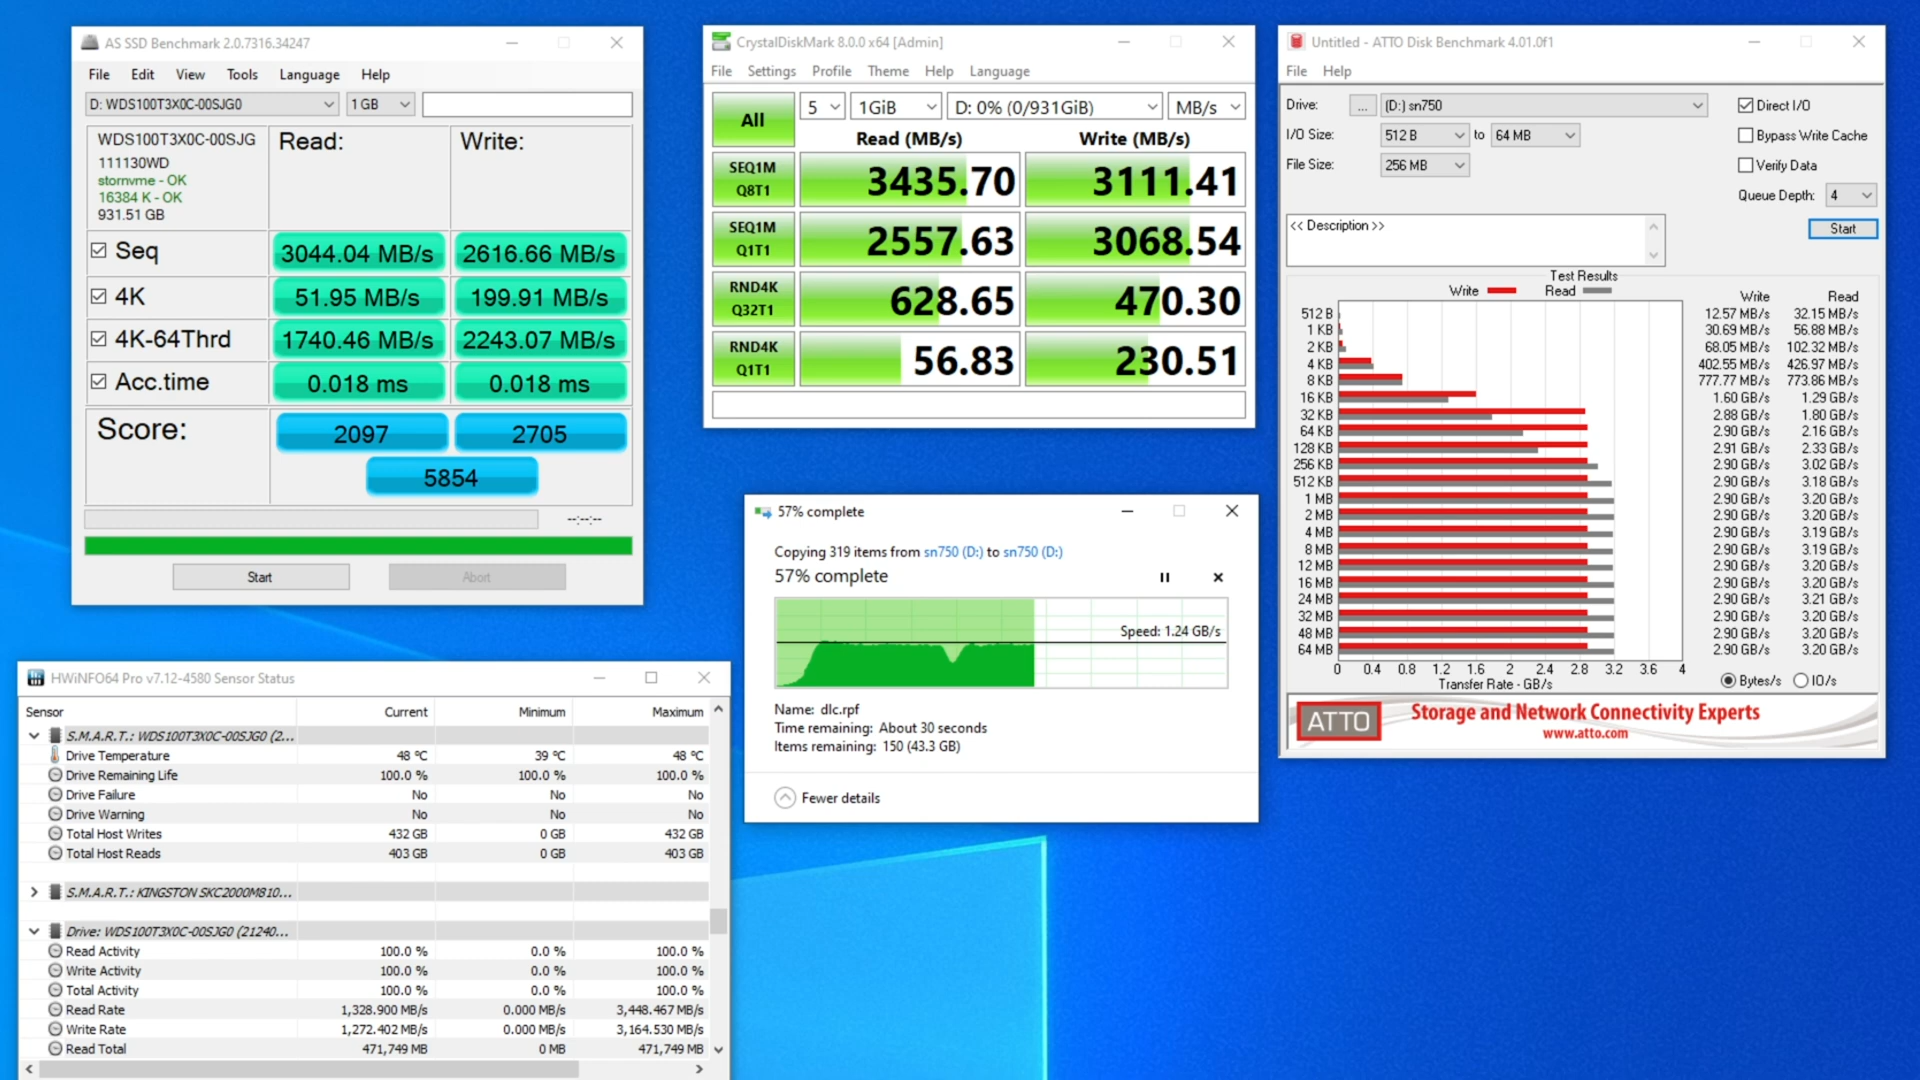 AS SSD Benchmark 2.0.7316.34247
File Edit View Tools Language Help
D: WDS100T3X0C-00SJG0 1 GB
WDS100T3X0C-00SJG Read: Write:
111130WD
stornvme - OK
16384 K - OK
931.51 GB
Seq 3044.04 MB/s 2616.66 MB/s
4K 51.95 MB/s 199.91 MB/s
4K-64Thrd 1740.46 MB/s 2243.07 MB/s
Acc.time 0.018 ms 0.018 ms
Score: 2097 2705
5854
--:--:--
Start Abort
CrystalDiskMark 8.0.0 x64 [Admin]
File Settings Profile Theme Help Language
All 5 1GiB D: 0% (0/931GiB) MB/s
Read (MB/s) Write (MB/s)
SEQ1M
Q8T1 3435.70 3111.41
SEQ1M
Q1T1 2557.63 3068.54
RND4K
Q32T1 628.65 470.30
RND4K
Q1T1 56.83 230.51
Untitled - ATTO Disk Benchmark 4.01.0f1
File Help
Drive: ... (D:) sn750 Direct I/O
I/O Size: 512 B to 64 MB Bypass Write Cache
File Size: 256 MB Verify Data
Queue Depth: 4
<< Description >> Start
Test Results
Write Read Write Read
512 B 12.57 MB/s 32.15 MB/s
1 KB 30.69 MB/s 56.88 MB/s
2 KB 68.05 MB/s 102.32 MB/s
4 KB 402.55 MB/s 426.97 MB/s
8 KB 777.77 MB/s 773.86 MB/s
16 KB 1.60 GB/s 1.29 GB/s
32 KB 2.88 GB/s 1.80 GB/s
64 KB 2.90 GB/s 2.16 GB/s
128 KB 2.91 GB/s 2.33 GB/s
256 KB 2.90 GB/s 3.02 GB/s
512 KB 2.90 GB/s 3.18 GB/s
1 MB 2.90 GB/s 3.20 GB/s
2 MB 2.90 GB/s 3.20 GB/s
4 MB 2.90 GB/s 3.19 GB/s
8 MB 2.90 GB/s 3.19 GB/s
12 MB 2.90 GB/s 3.20 GB/s
16 MB 2.90 GB/s 3.20 GB/s
24 MB 2.90 GB/s 3.21 GB/s
32 MB 2.90 GB/s 3.20 GB/s
48 MB 2.90 GB/s 3.20 GB/s
64 MB 2.90 GB/s 3.20 GB/s
0 0.4 0.8 1.2 1.6 2 2.4 2.8 3.2 3.6 4
Transfer Rate - GB/s Bytes/s IO/s
ATTO Storage and Network Connectivity Experts
www.atto.com
57% complete
Copying 319 items from sn750 (D:) to sn750 (D:)
57% complete
Speed: 1.24 GB/s
Name: dlc.rpf
Time remaining: About 30 seconds
Items remaining: 150 (43.3 GB)
Fewer details
HWiNFO64 Pro v7.12-4580 Sensor Status
Sensor Current Minimum Maximum
S.M.A.R.T.: WDS100T3X0C-00SJG0 (2...
Drive Temperature 48 °C 39 °C 48 °C
Drive Remaining Life 100.0 % 100.0 % 100.0 %
Drive Failure No No No
Drive Warning No No No
Total Host Writes 432 GB 0 GB 432 GB
Total Host Reads 403 GB 0 GB 403 GB
S.M.A.R.T.: KINGSTON SKC2000M810...
Drive: WDS100T3X0C-00SJG0 (21240...
Read Activity 100.0 % 0.0 % 100.0 %
Write Activity 100.0 % 0.0 % 100.0 %
Total Activity 100.0 % 0.0 % 100.0 %
Read Rate 1,328.900 MB/s 0.000 MB/s 3,448.467 MB/s
Write Rate 1,272.402 MB/s 0.000 MB/s 3,164.530 MB/s
Read Total 471,749 MB 0 MB 471,749 MB